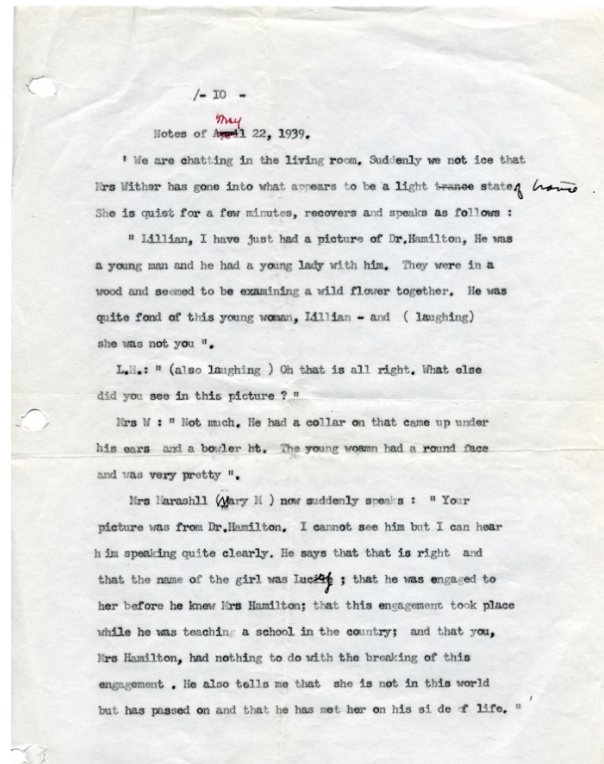 /- IO -
May
Notes of April 22, 1939.
' We are chatting in the living room. Suddenly we not ice that
Mrs Wither has gone into what appears to be a light trance state of trance.
She is quiet for a few minutes, recovers and speaks as follows :
" Lillian, I have just had a picture of Dr.Hamilton, He was
a young man and he had a young lady with him. They were in a
wood and seemed to be examining a wild flower together. He was
quite fond of this young woman, Lillian - and ( laughing)
she was not you ".
L.H.: " (also laughing ) Oh that is all right. What else
did you see in this picture ? "
Mrs W : " Not much. He had a collar on that came up under
his ears and a bowler ht. The young woamn had a round face
and was very pretty ".
Mrs Marashll (Mary M ) now suddenly speaks : " Your
picture was from Dr.Hamilton. I cannot see him but I can hear
h im speaking quite clearly. He says that that is right and
that the name of the girl was Lucy ; that he was engaged to
her before he knew Mrs Hamilton; that this engagement took place
while he was teaching a school in the country; and that you,
Mrs Hamilton, had nothing to do with the breaking of this
engagement . He also tells me that she is not in this world
but has passed on and that he has met her on his si de of life. " '